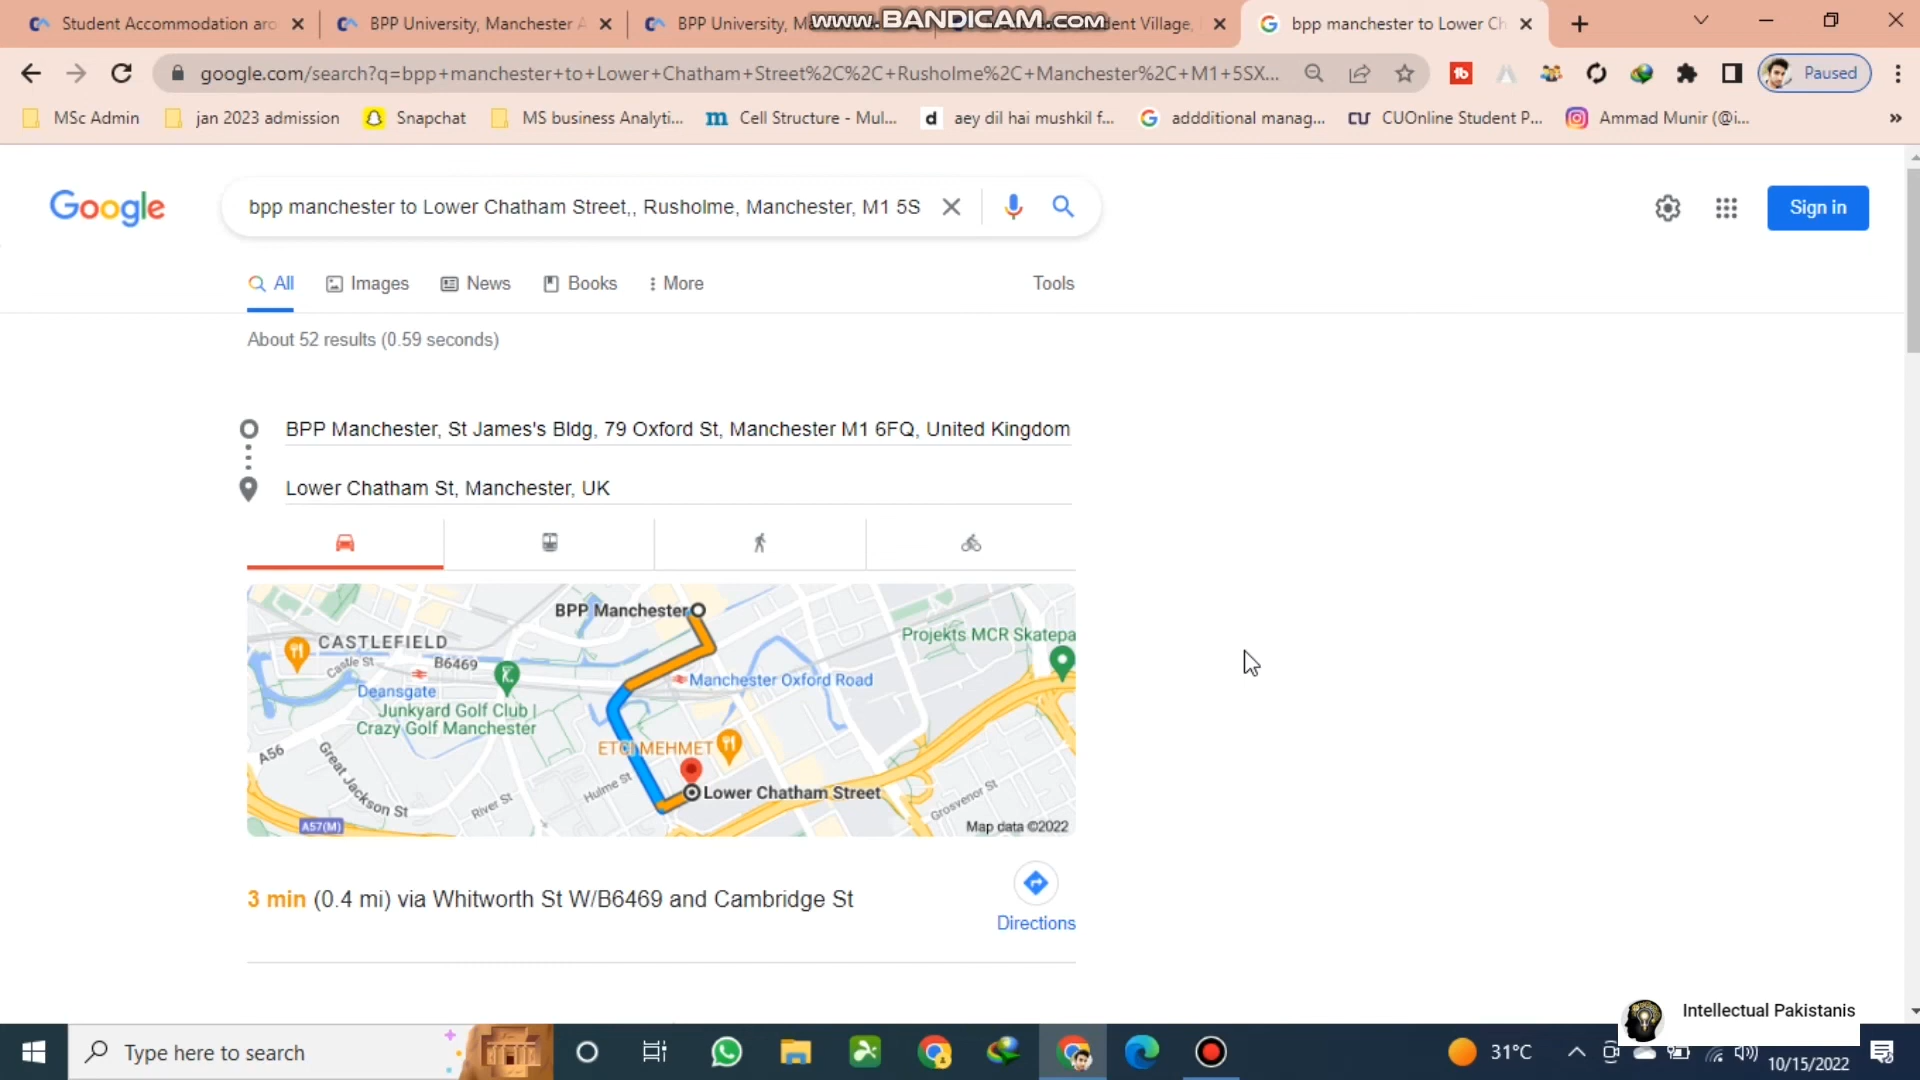 Student Accommodation aro
BPP University, Manchester A
BPP University, M
www.BANDICAM.com
dent Village,
bpp manchester to Lower Ch
google.com/search?q=bpp+manchester+to+Lower+Chatham+Street%2C%2C+Rusholme%2C+Manchester%2C+M1+5SX...
Paused
MSc Admin
jan 2023 admission
Snapchat
MS business Analyti...
Cell Structure - Mul...
aey dil hai mushkil f...
addditional manag...
CUOnline Student P...
Ammad Munir (@i...
Google
bpp manchester to Lower Chatham Street,, Rusholme, Manchester, M1 5S
Sign in
All
Images
News
Books
More
Tools
About 52 results (0.59 seconds)
BPP Manchester, St James's Bldg, 79 Oxford St, Manchester M1 6FQ, United Kingdom
Lower Chatham St, Manchester, UK
BPP Manchester
CASTLEFIELD
Projekts MCR Skatepa
Castle St
B6469
Manchester Oxford Road
Deansgate
Junkyard Golf Club |
Crazy Golf Manchester
ETCI MEHMET
A56
Great Jackson St
Hulme St
River St
Lower Chatham Street
Grosvenor St
A57(M)
Map data ©2022
3 min (0.4 mi) via Whitworth St W/B6469 and Cambridge St
Directions
Intellectual Pakistanis
Type here to search
31°C
10/15/2022